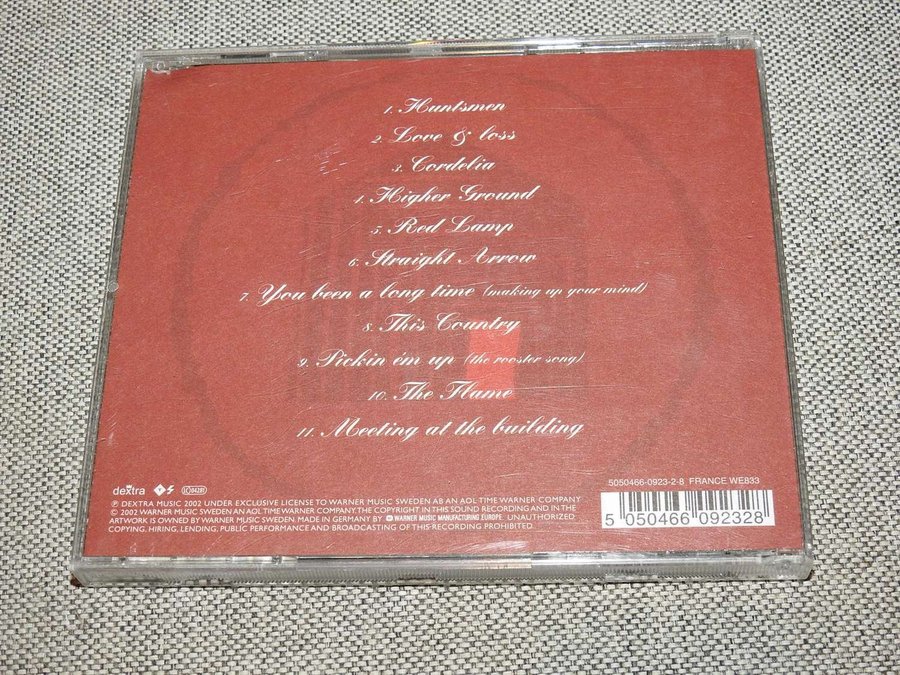 1. Huntsmen
2. Love & loss
3. Cordelia
4. Higher Ground
5. Red Lamp
6. Straight Arrow
7. You been a long time (making up your mind)
8. This Country
9. Pickin ém up (the rooster song)
10. The Flame
11. Meeting at the building
dextra
5050466-0923-2-8 FRANCE WE833
℗ DEXTRA MUSIC 2002 UNDER EXCLUSIVE LICENSE TO WARNER MUSIC SWEDEN AB AN AOL TIME WARNER COMPANY
© 2002 WARNER MUSIC SWEDEN AN AOL TIME WARNER COMPANY. THE COPYRIGHT IN THIS SOUND RECORDING AND IN THE
ARTWORK IS OWNED BY WARNER MUSIC SWEDEN. MADE IN GERMANY BY WARNER MUSIC MANUFACTURING EUROPE. UNAUTHORIZED
COPYING, HIRING, LENDING, PUBLIC PERFORMANCE AND BROADCASTING OF THIS RECORDING PROHIBITED.
5 050466 092328